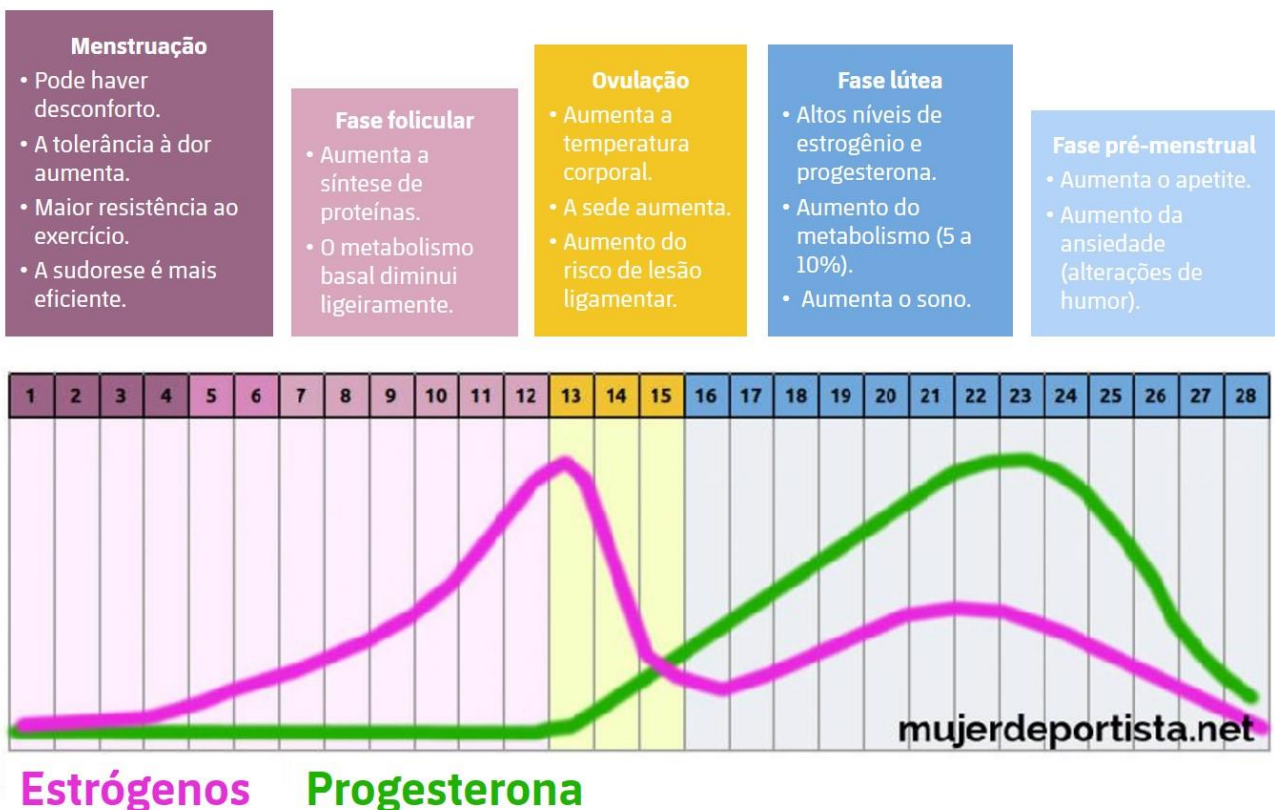 Menstruação
• Pode haver
desconforto.
• A tolerância à dor
aumenta.
• Maior resistência ao
exercício.
• A sudorese é mais
eficiente.
Fase folicular
• Aumenta a
síntese de
proteínas.
• O metabolismo
basal diminui
ligeiramente.
Ovulação
• Aumenta a
temperatura
corporal.
• A sede aumenta.
• Aumento do
risco de lesão
ligamentar.
Fase lútea
• Altos níveis de
estrogênio e
progesterona.
• Aumento do
metabolismo (5 a
10%).
• Aumenta o sono.
Fase pré-menstrual
• Aumenta o apetite.
• Aumento da
ansiedade
(alterações de
humor).
1 2 3 4 5 6 7 8 9 10 11 12 13 14 15 16 17 18 19 20 21 22 23 24 25 26 27 28
mujerdeportista.net
Estrógenos Progesterona